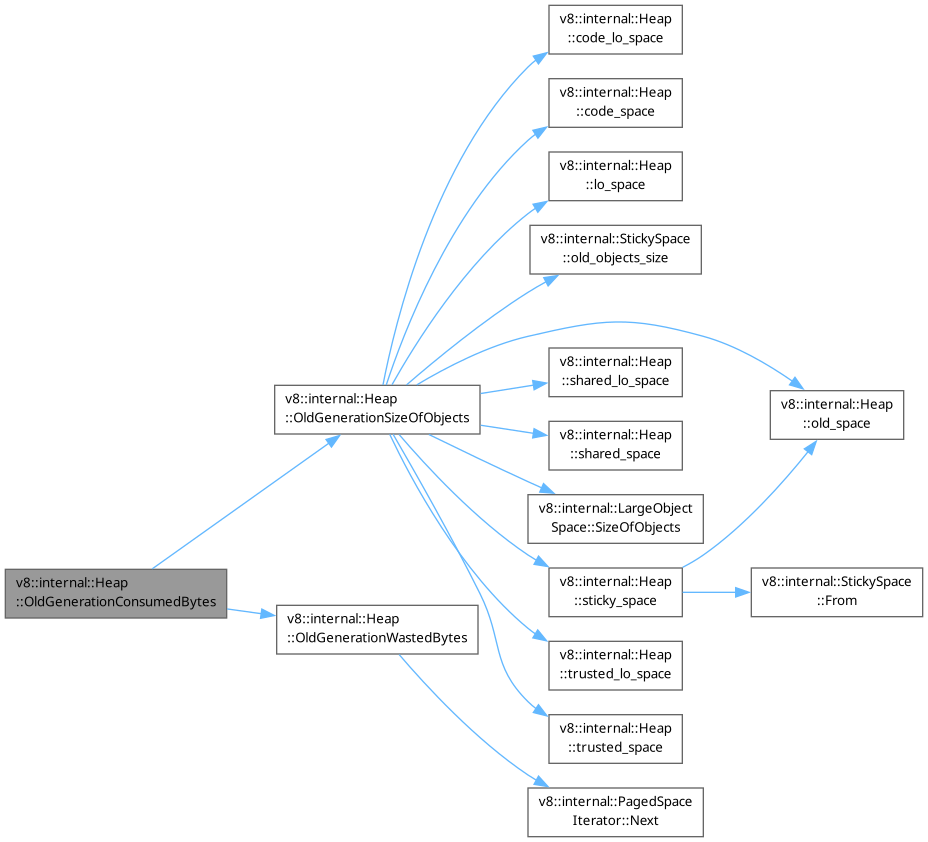 v8::internal::Heap
::code_lo_space
v8::internal::Heap
::code_space
v8::internal::Heap
::lo_space
v8::internal::StickySpace
::old_objects_size
v8::internal::Heap
::shared_lo_space
v8::internal::Heap
::OldGenerationSizeOfObjects
v8::internal::Heap
::old_space
v8::internal::Heap
::shared_space
v8::internal::LargeObject
Space::SizeOfObjects
v8::internal::Heap
::OldGenerationConsumedBytes
v8::internal::Heap
::sticky_space
v8::internal::StickySpace
::From
v8::internal::Heap
::OldGenerationWastedBytes
v8::internal::Heap
::trusted_lo_space
v8::internal::Heap
::trusted_space
v8::internal::PagedSpace
Iterator::Next